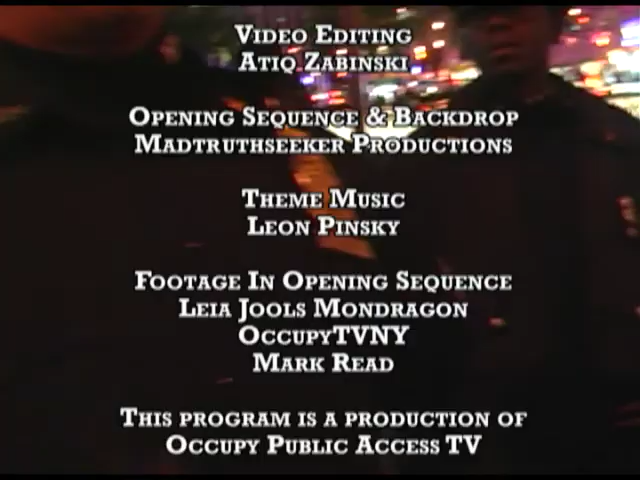 Video Editing
Atiq Zabinski
Opening Sequence & Backdrop
Madtruthseeker Productions
Theme Music
Leon Pinsky
Footage In Opening Sequence
Leia Jools Mondragon
OccupyTVNY
Mark Read
This program is a production of
Occupy Public Access TV